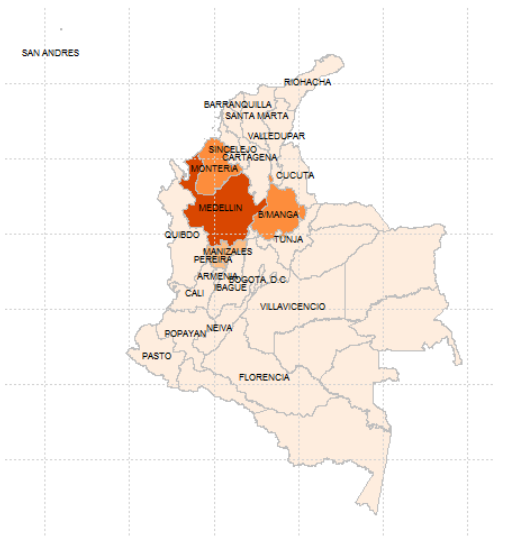 SAN ANDRES
RIOHACHA
BARRANQUILLA
SANTA MARTA
VALLEDUPAR
SINCELEJO
CARTAGENA
MONTERIA
CUCUTA
MEDELLIN
B/MANGA
QUIBDO
TUNJA
MANIZALES
PEREIRA
ARMENIA
BOGOTA, D.C.
IBAGUE
CALI
VILLAVICENCIO
NEIVA
POPAYAN
PASTO
FLORENCIA